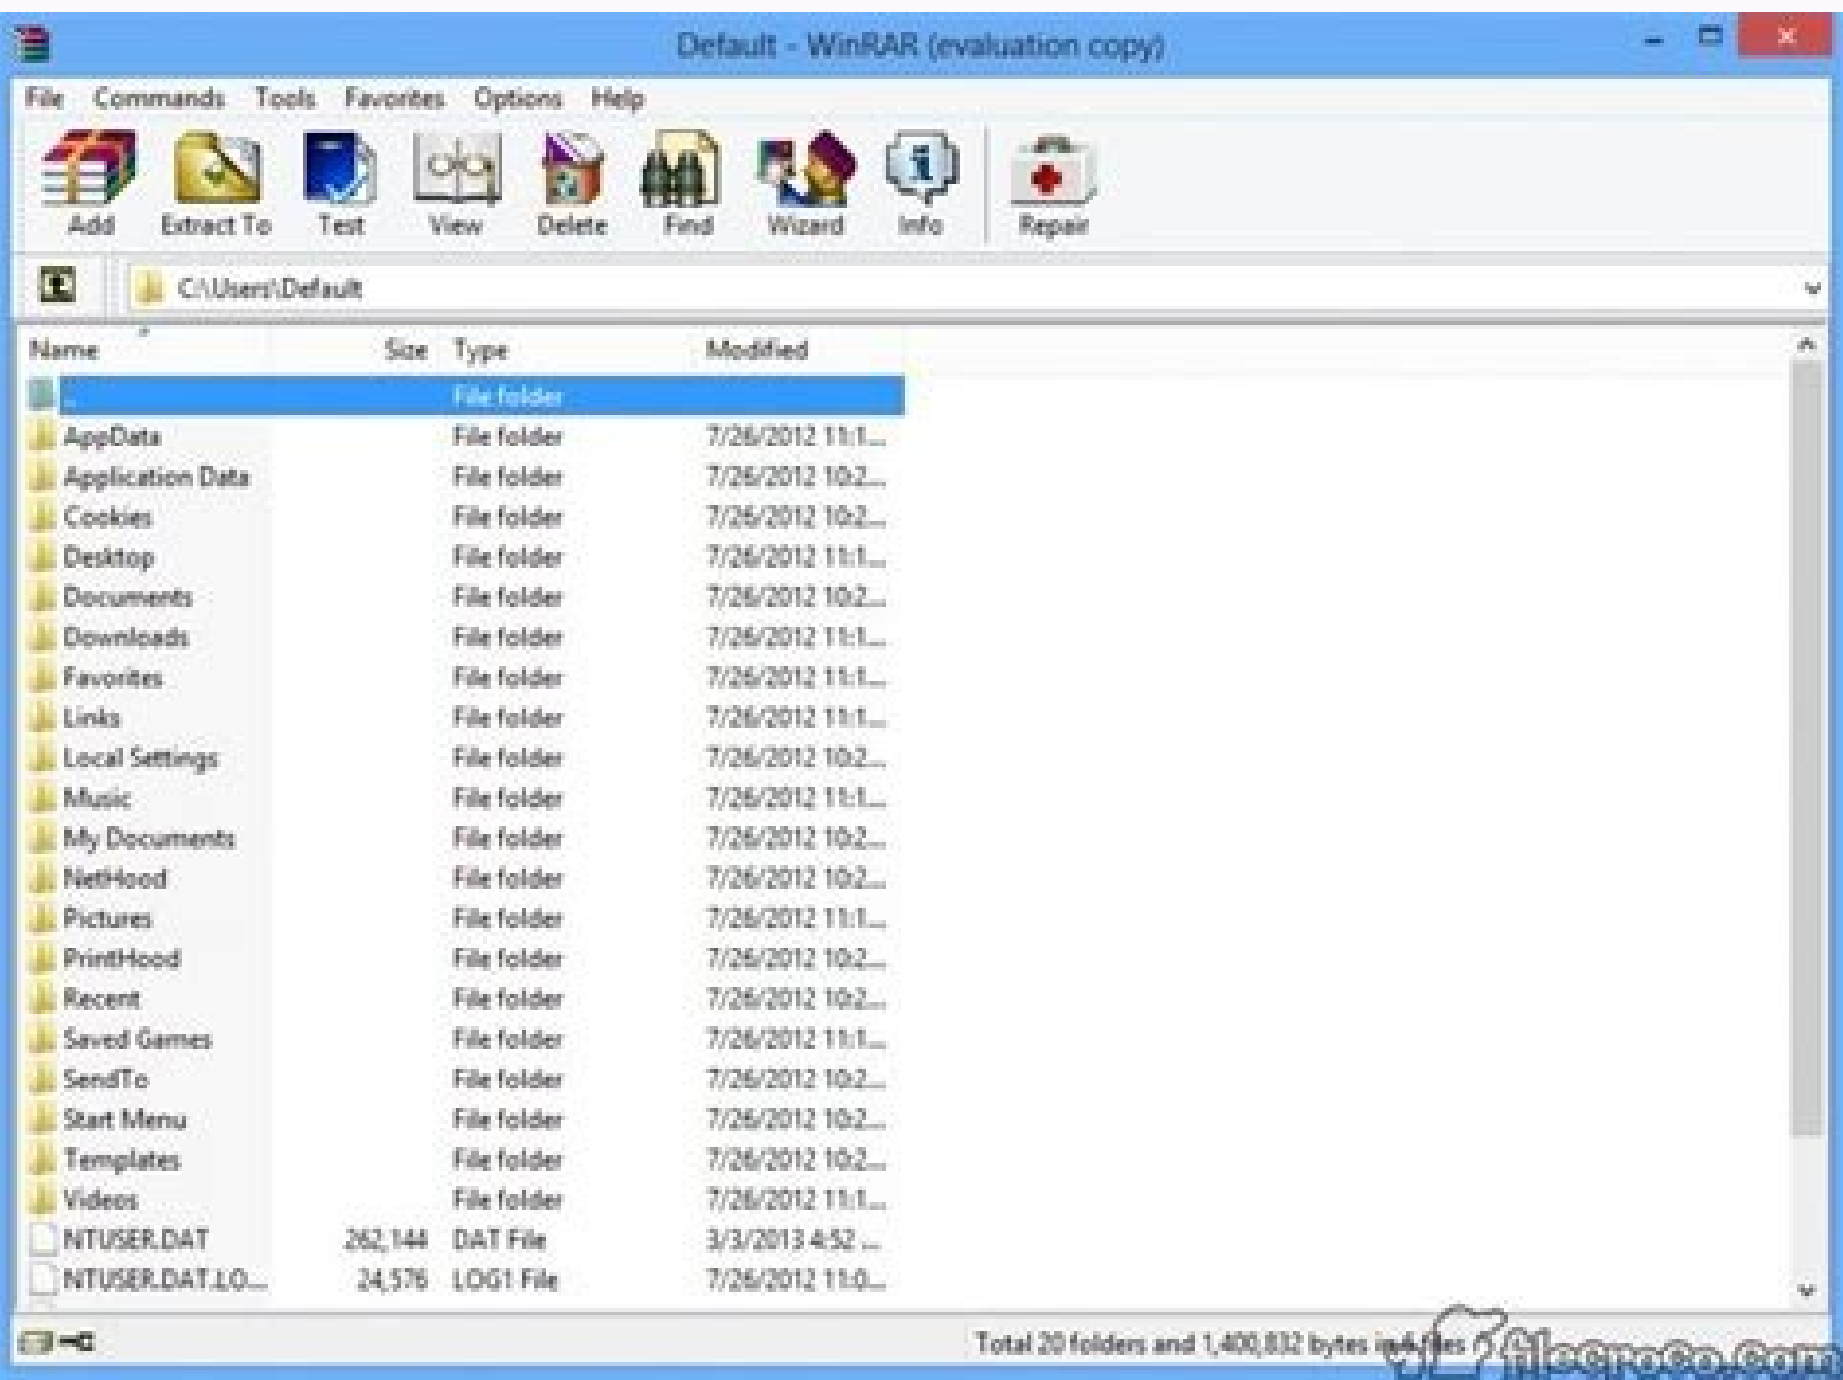 Default - WinRAR (evaluation copy)
File Commands Tools Favorites Options Help
Add Extract To Test View Delete Find Wizard Info Repair
C:\Users\Default
Name Size Type Modified
.. File folder
AppData File folder 7/26/2012 11:1...
Application Data File folder 7/26/2012 10:2...
Cookies File folder 7/26/2012 10:2...
Desktop File folder 7/26/2012 11:1...
Documents File folder 7/26/2012 10:2...
Downloads File folder 7/26/2012 11:1...
Favorites File folder 7/26/2012 11:1...
Links File folder 7/26/2012 11:1...
Local Settings File folder 7/26/2012 10:2...
Music File folder 7/26/2012 11:1...
My Documents File folder 7/26/2012 10:2...
NetHood File folder 7/26/2012 10:2...
Pictures File folder 7/26/2012 11:1...
PrintHood File folder 7/26/2012 10:2...
Recent File folder 7/26/2012 10:2...
Saved Games File folder 7/26/2012 11:1...
SendTo File folder 7/26/2012 10:2...
Start Menu File folder 7/26/2012 10:2...
Templates File folder 7/26/2012 10:2...
Videos File folder 7/26/2012 11:1...
NTUSER.DAT 262,144 DAT File 3/3/2013 4:52 ...
NTUSER.DAT.LO... 24,576 LOG1 File 7/26/2012 11:0...
Total 20 folders and 1,400,832 bytes in files
filecroco.com